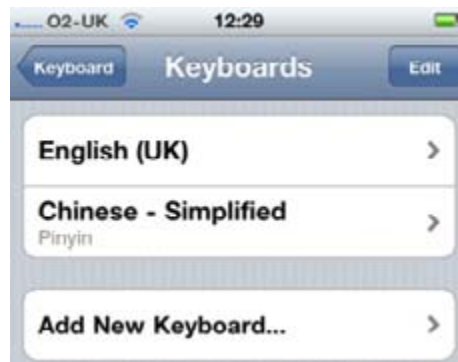 O2-UK 12:29
Keyboard Keyboards Edit
English (UK)
Chinese - Simplified
Pinyin
Add New Keyboard...